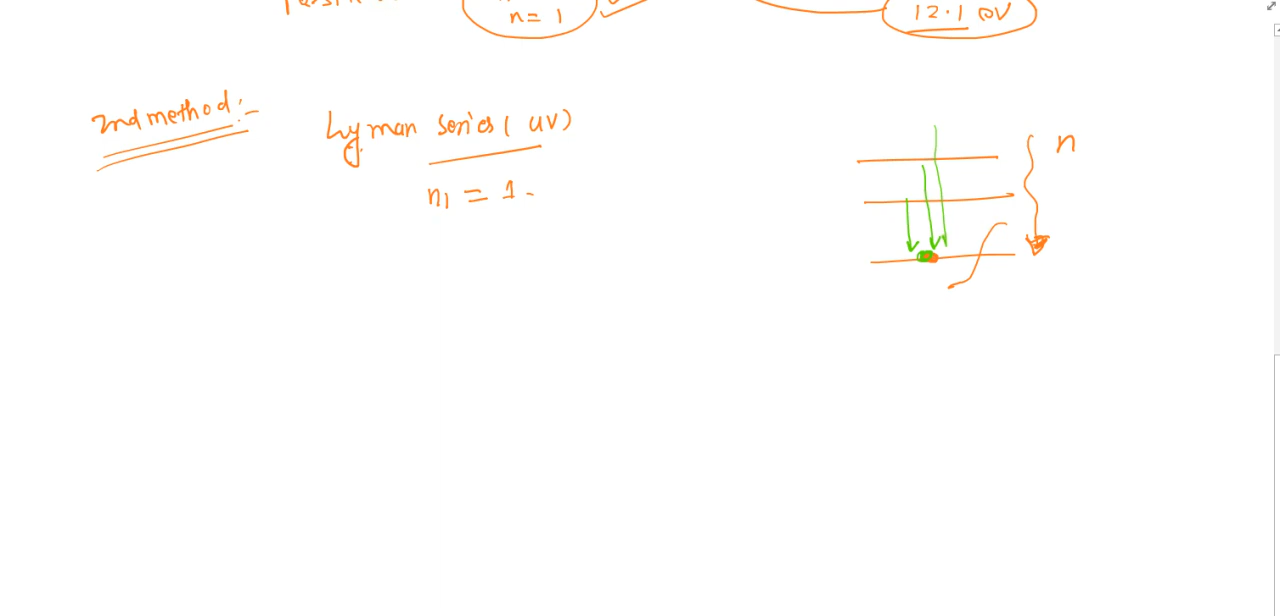 n= 1
12.1 eV
2nd method :-
Lyman series ( UV)
n1 = 1.
n